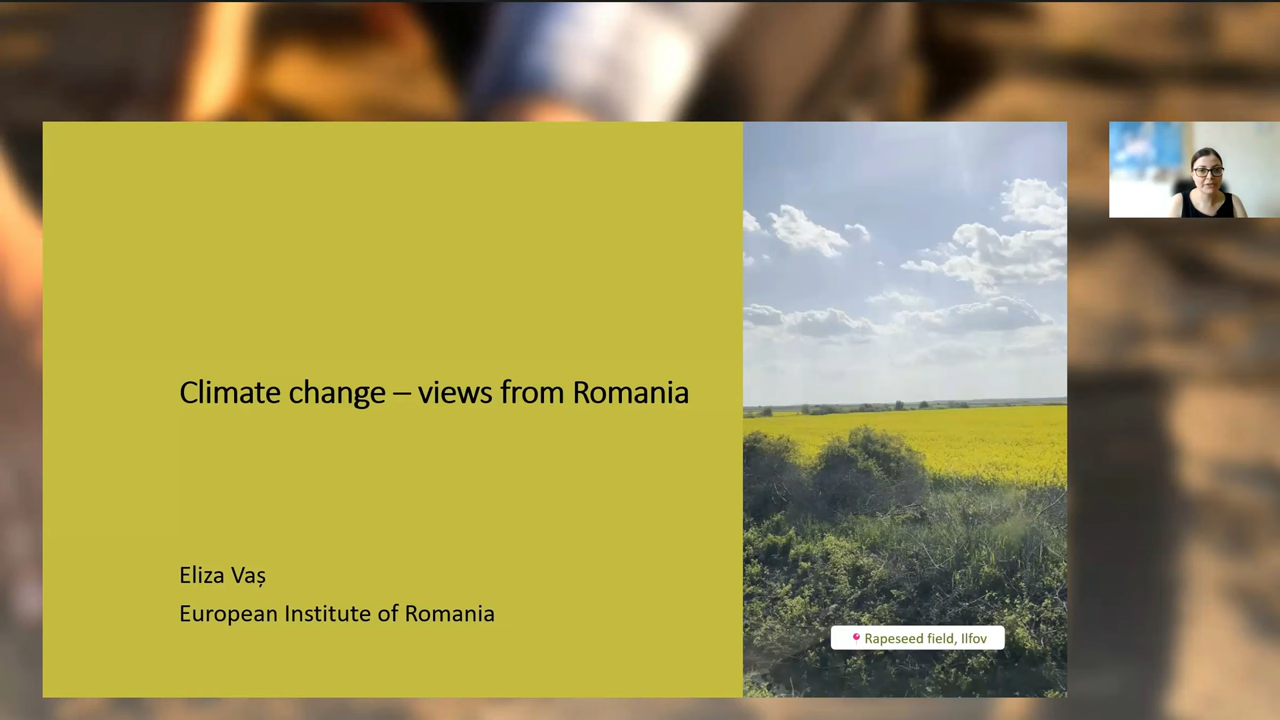 Climate change – views from Romania
Eliza Vaș
European Institute of Romania
Rapeseed field, Ilfov